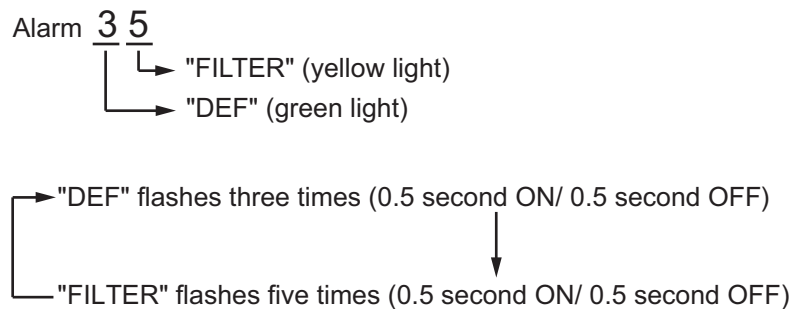 Alarm 3 5
"FILTER" (yellow light)
"DEF" (green light)
"DEF" flashes three times (0.5 second ON/ 0.5 second OFF)
"FILTER" flashes five times (0.5 second ON/ 0.5 second OFF)